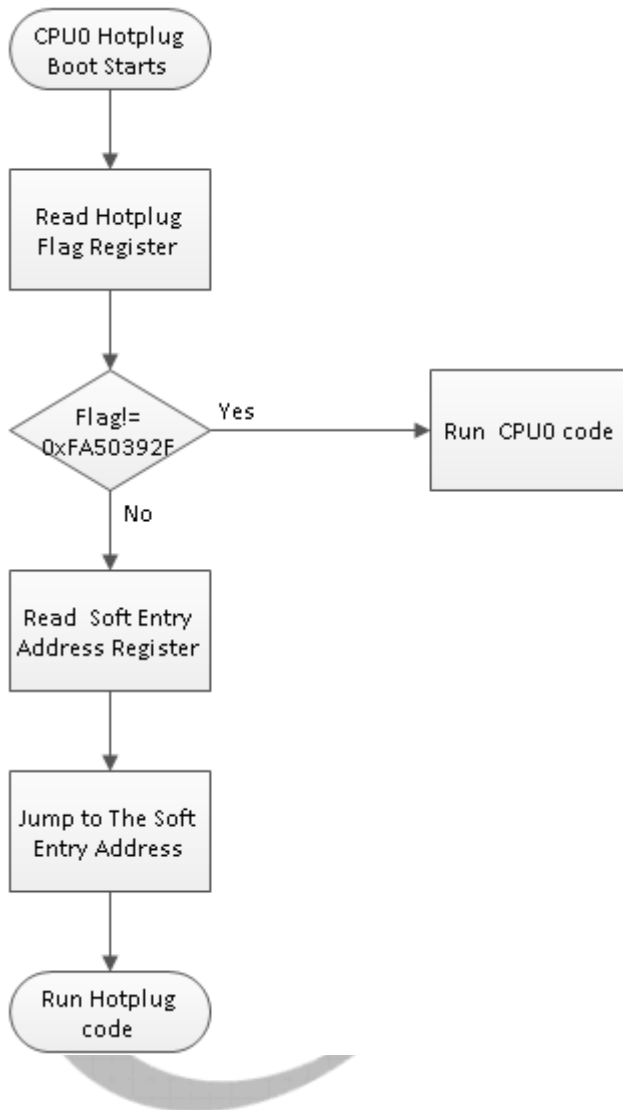 CPU0 Hotplug
Boot Starts
Read Hotplug
Flag Register
Flag!=
0xFA50392F
Yes
Run CPU0 code
No
Read Soft Entry
Address Register
Jump to The Soft
Entry Address
Run Hotplug
code